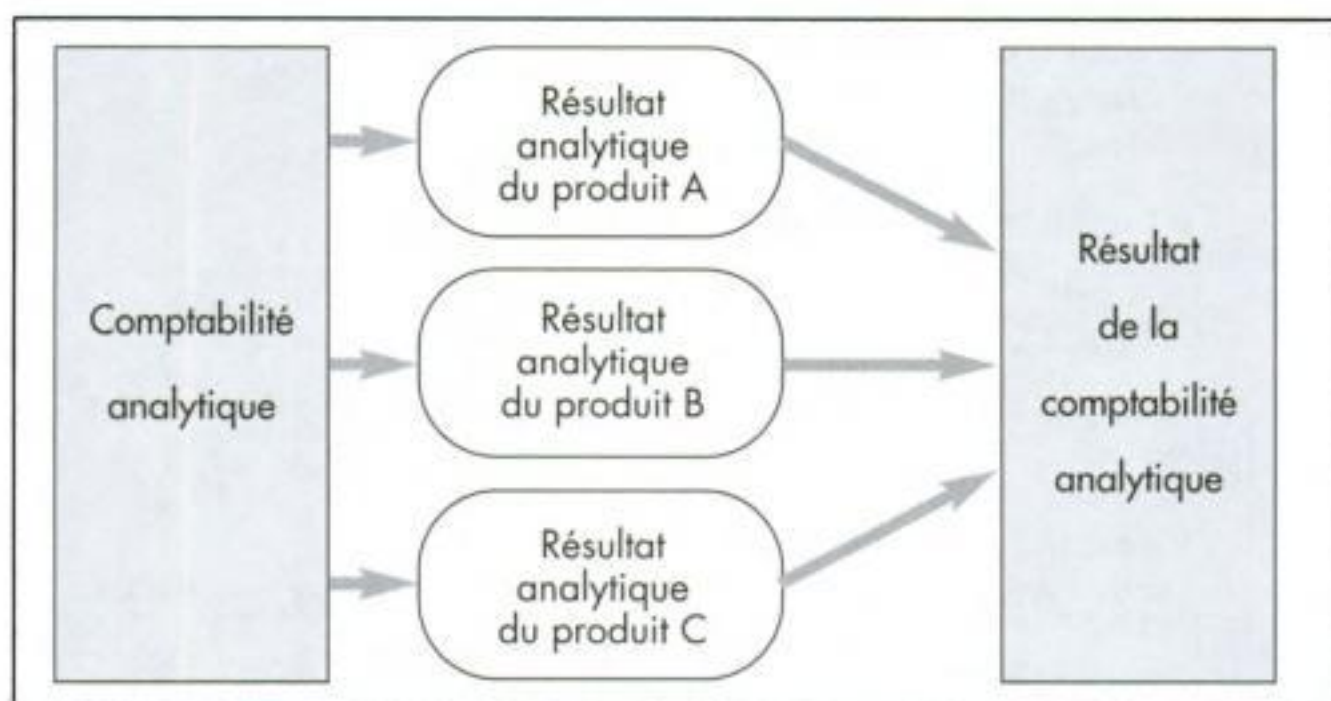 Comptabilité
analytique
Résultat
analytique
du produit A
Résultat
analytique
du produit B
Résultat
analytique
du produit C
Résultat
de la
comptabilité
analytique